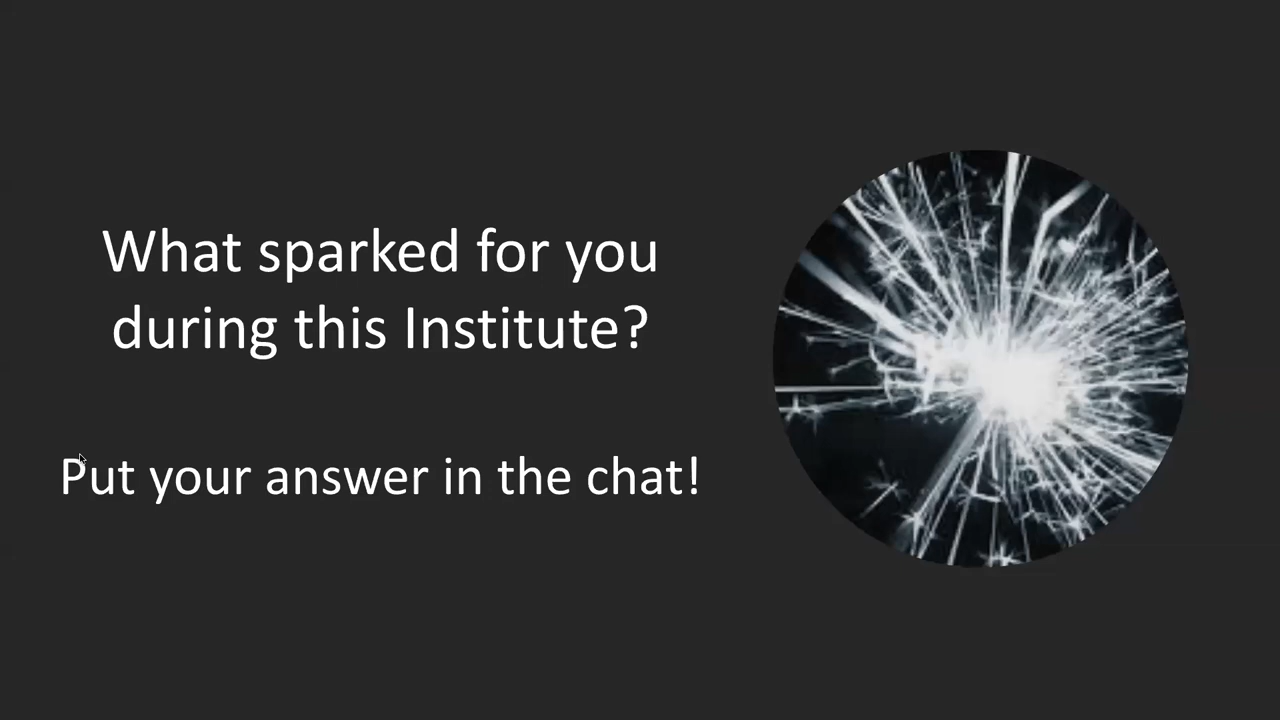 What sparked for you
during this Institute?
Put your answer in the chat!